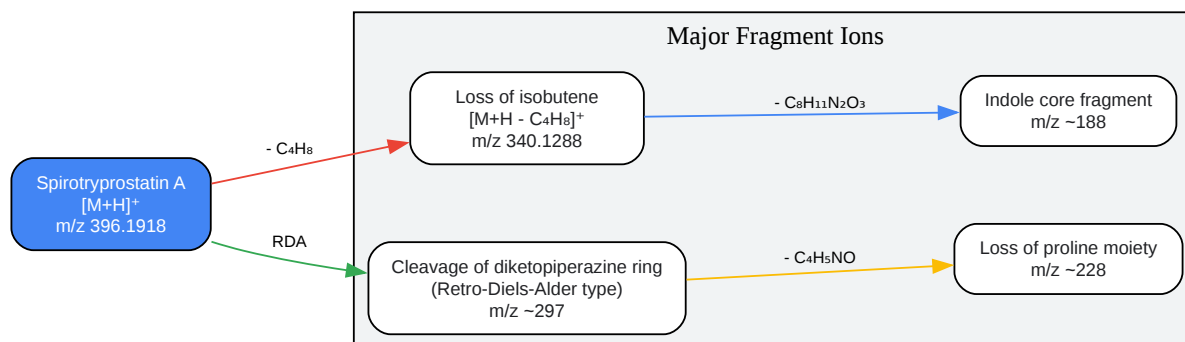 Major Fragment Ions
Spirotryprostatin A
[M+H]⁺
m/z 396.1918
- C₄H₈
RDA
Loss of isobutene
[M+H - C₄H₈]⁺
m/z 340.1288
- C₈H₁₁N₂O₃
Indole core fragment
m/z ~188
Cleavage of diketopiperazine ring
(Retro-Diels-Alder type)
m/z ~297
- C₄H₅NO
Loss of proline moiety
m/z ~228